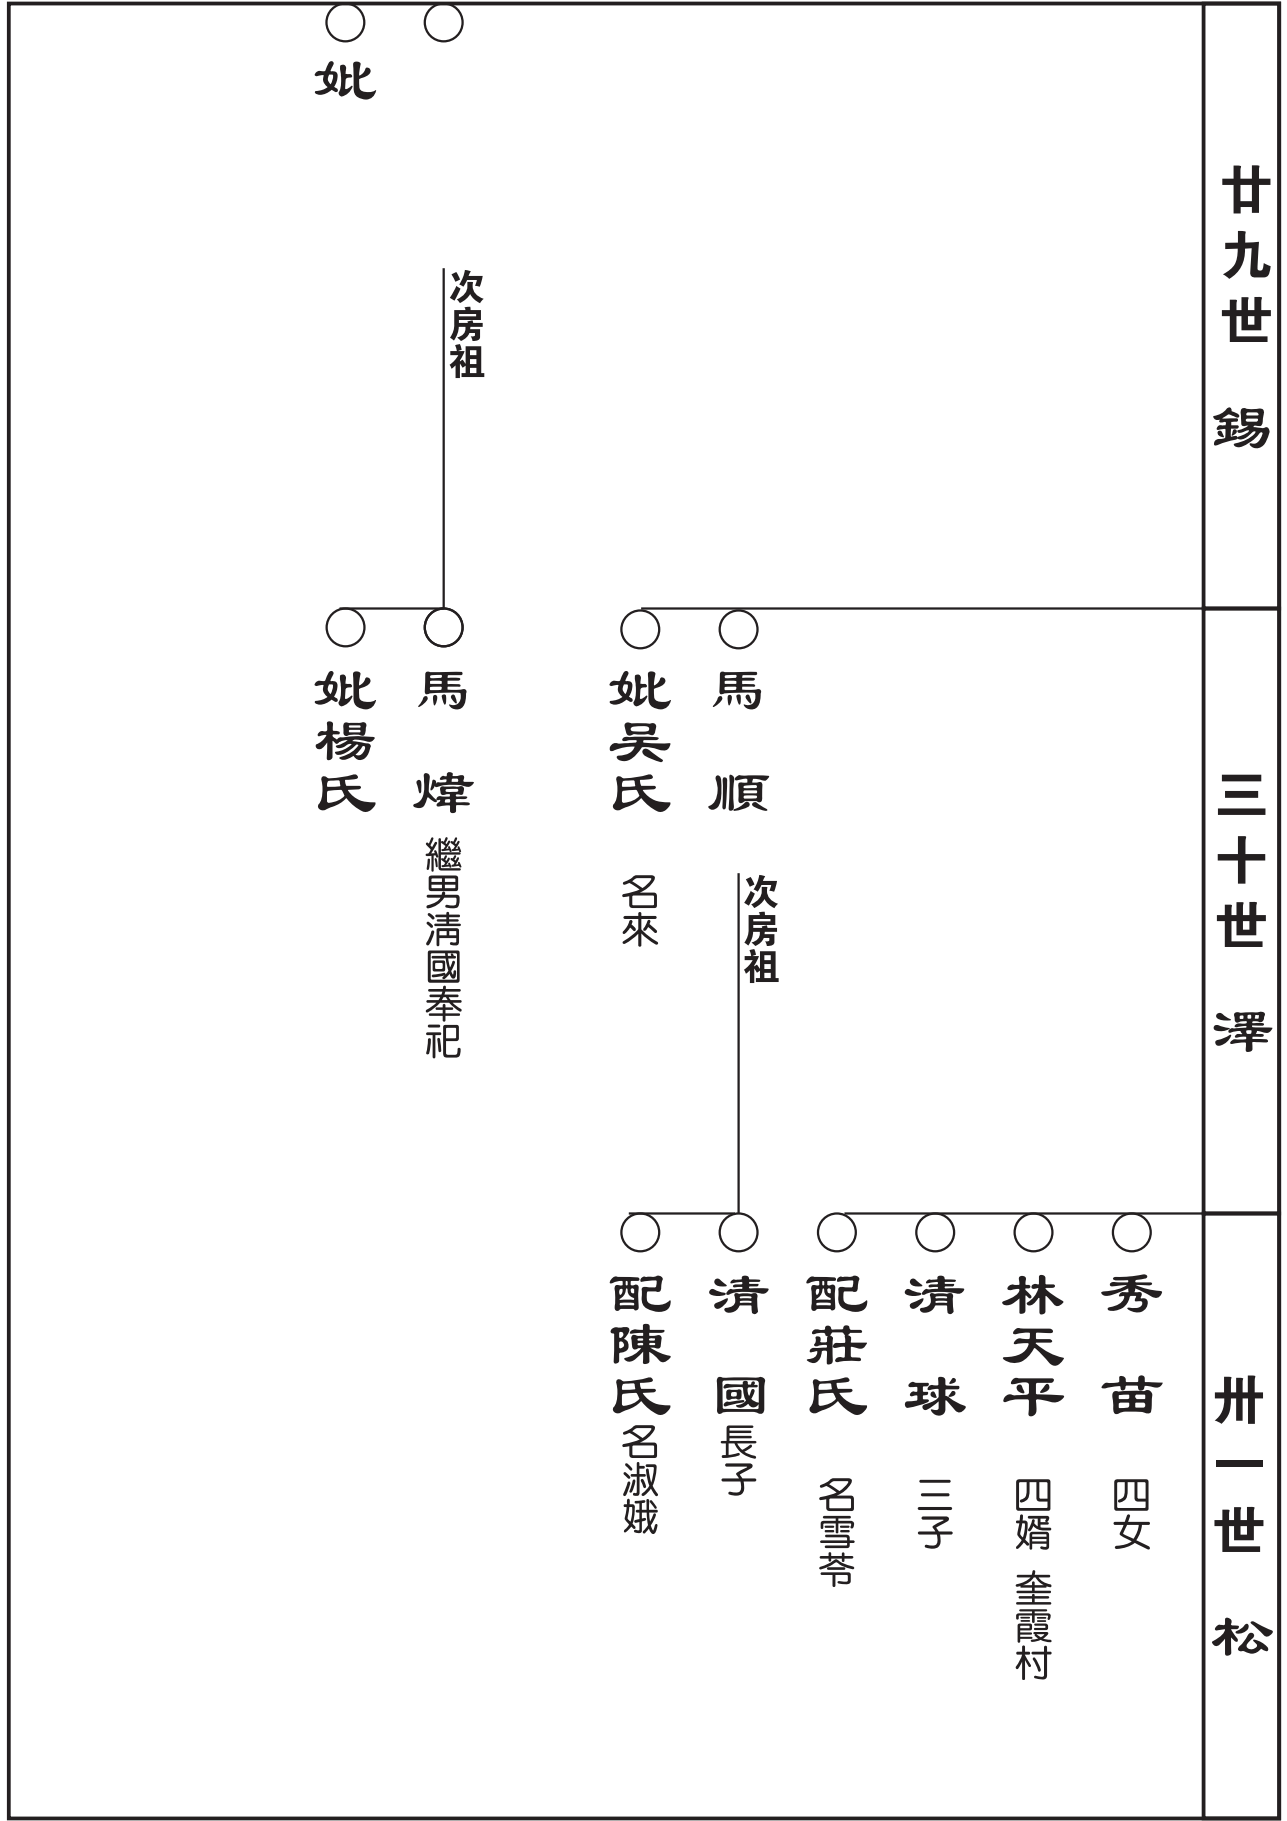 廿九世 錫
妣
次房祖
三十世 澤
馬 順
妣吳氏 名來
馬 煒 繼男淸國奉祀
妣楊氏
次房祖
卅一世 松
秀 苗 四女
林天平 四婿 奎霞村
清 球 三子
配莊氏 名雪苓
清 國 長子
配陳氏 名淑娥